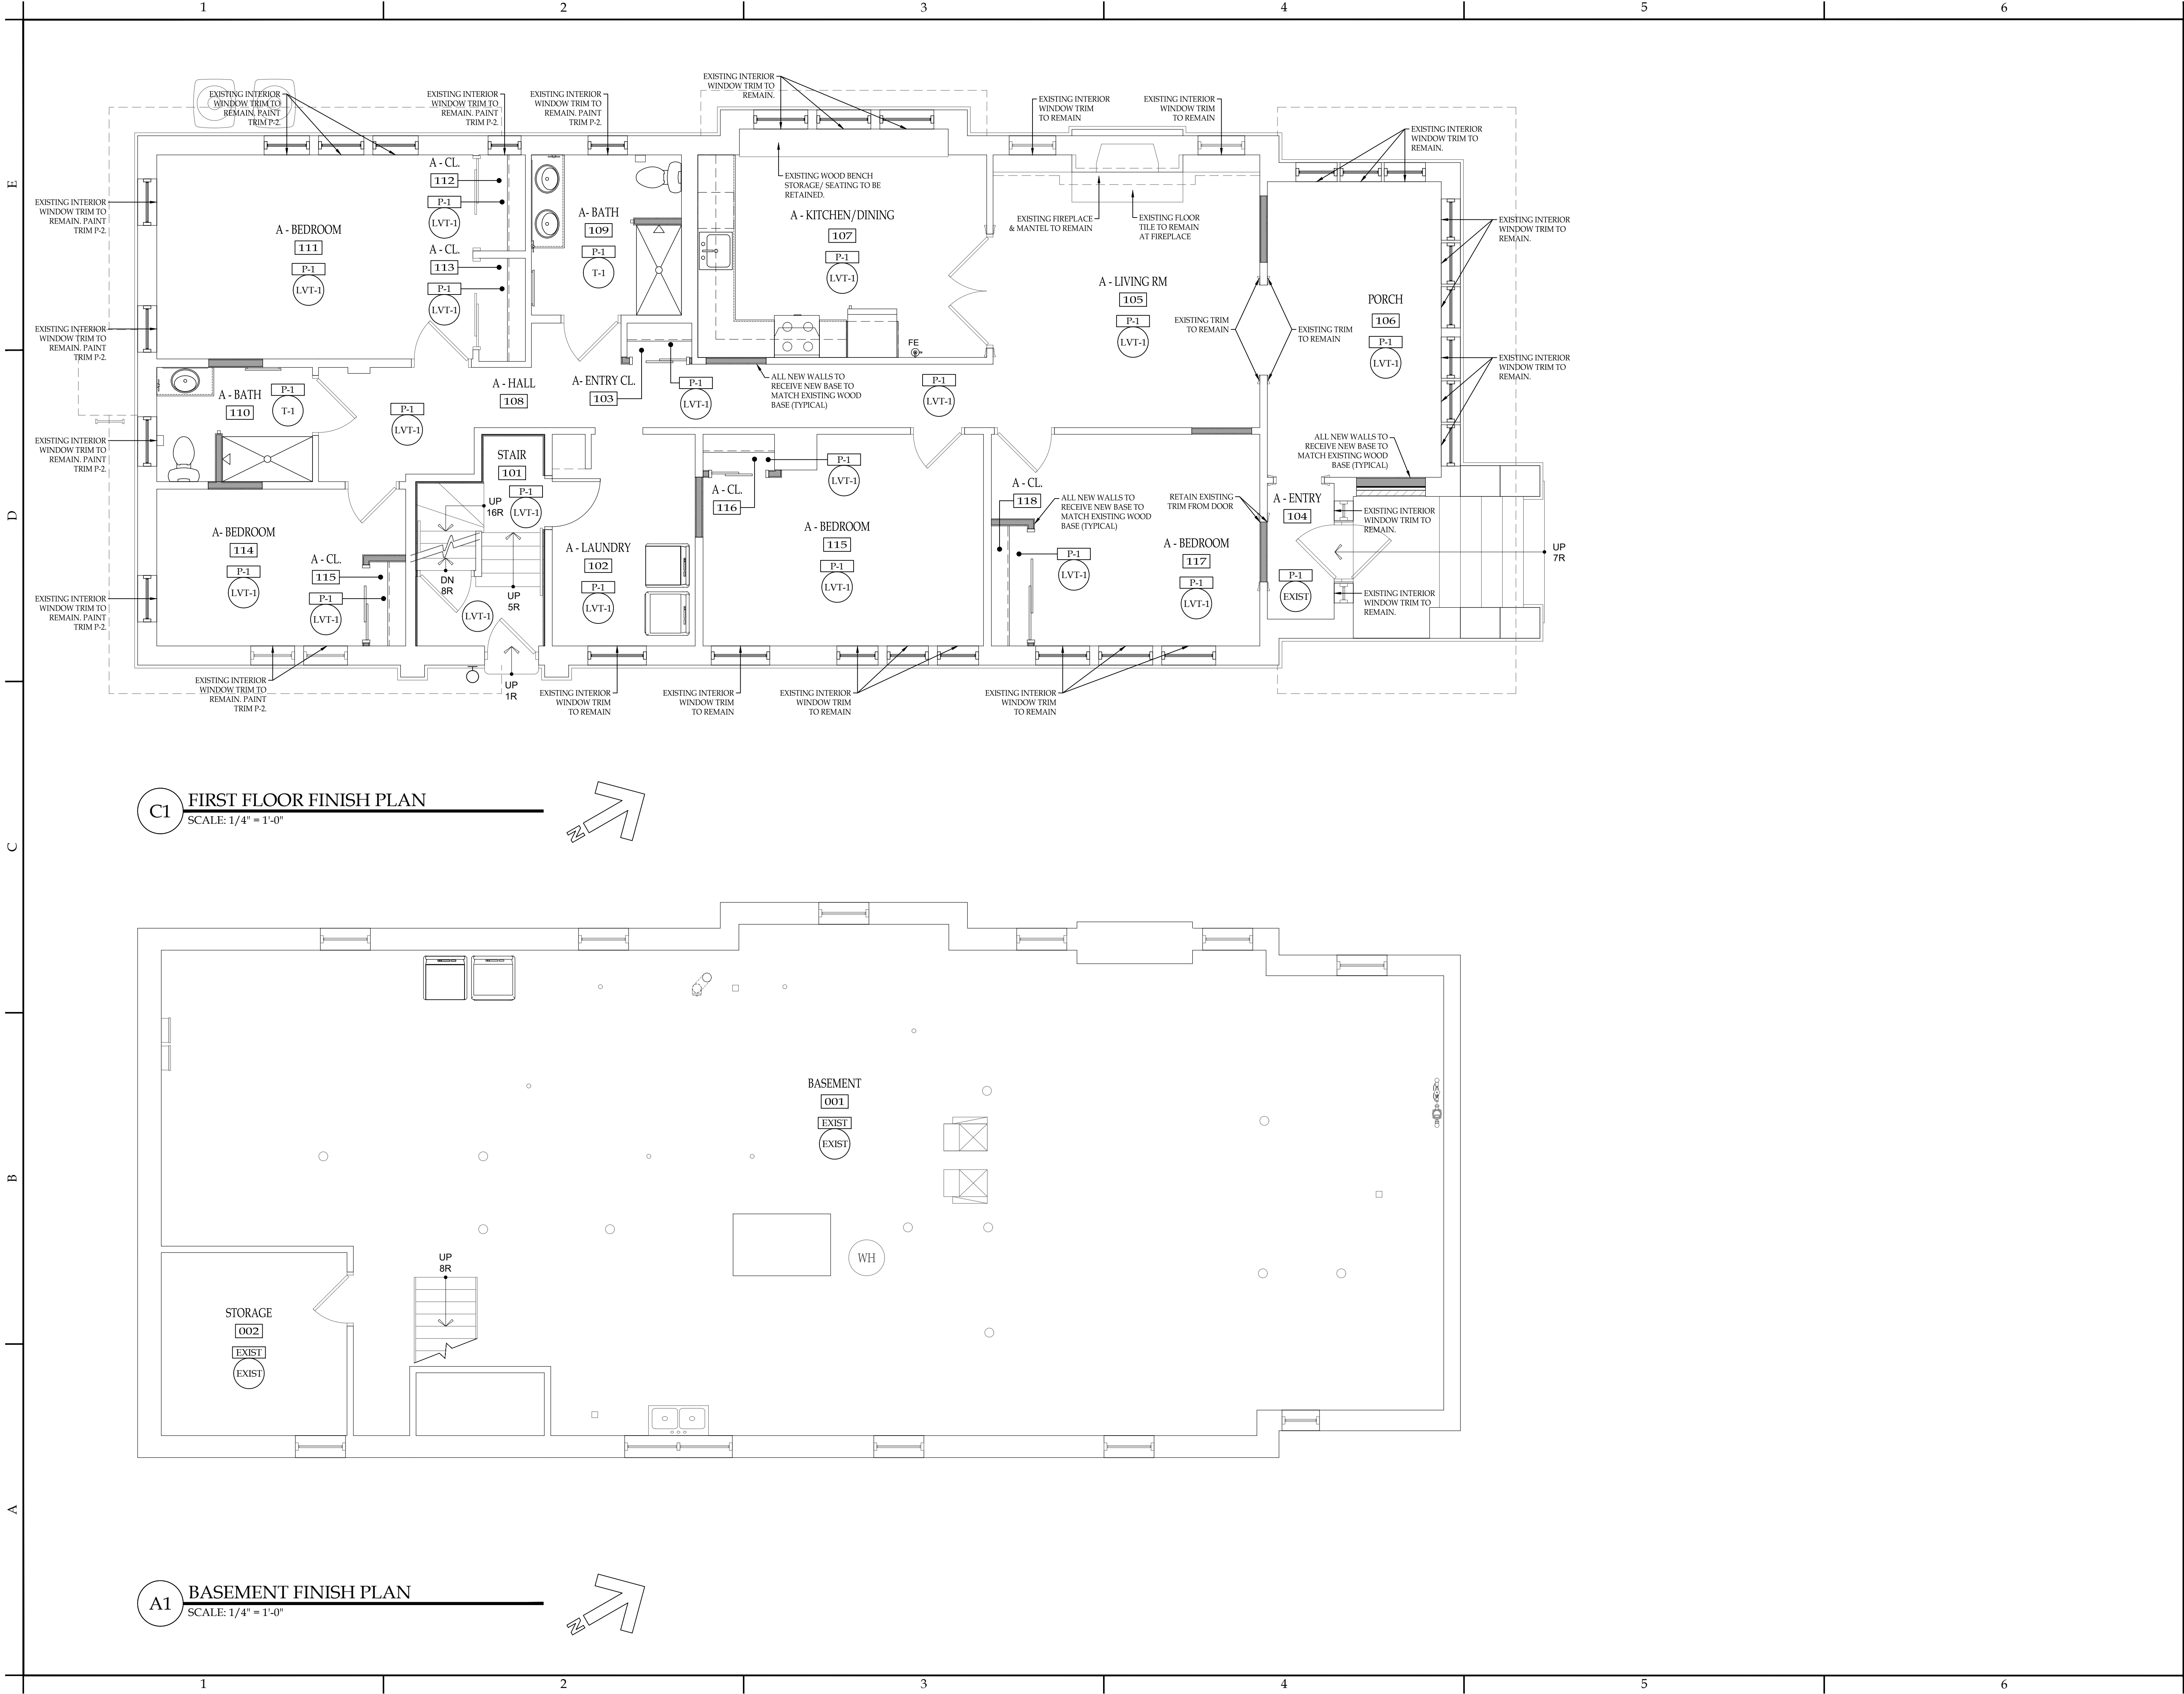 1
2
3
4
5
6
E
D
C
B
A
EXISTING INTERIOR
WINDOW TRIM TO
REMAIN. PAINT
TRIM P-2.
EXISTING INTERIOR
WINDOW TRIM TO
REMAIN. PAINT
TRIM P-2.
EXISTING INTERIOR
WINDOW TRIM TO
REMAIN. PAINT
TRIM P-2.
EXISTING INTERIOR
WINDOW TRIM TO
REMAIN.
EXISTING INTERIOR
WINDOW TRIM
TO REMAIN
EXISTING INTERIOR
WINDOW TRIM
TO REMAIN
EXISTING INTERIOR
WINDOW TRIM TO
REMAIN.
EXISTING INTERIOR
WINDOW TRIM TO
REMAIN. PAINT
TRIM P-2.
A - BEDROOM
111
P-1
LVT-1
A - CL.
112
P-1
LVT-1
A - CL.
113
P-1
LVT-1
A- BATH
109
P-1
T-1
EXISTING WOOD BENCH
STORAGE/ SEATING TO BE
RETAINED.
A - KITCHEN/DINING
107
P-1
LVT-1
FE
EXISTING FIREPLACE
& MANTEL TO REMAIN
EXISTING FLOOR
TILE TO REMAIN
AT FIREPLACE
A - LIVING RM
105
P-1
LVT-1
EXISTING TRIM
TO REMAIN
EXISTING TRIM
TO REMAIN
PORCH
106
P-1
LVT-1
EXISTING INTERIOR
WINDOW TRIM TO
REMAIN.
EXISTING INTERIOR
WINDOW TRIM TO
REMAIN.
EXISTING INTERIOR
WINDOW TRIM TO
REMAIN. PAINT
TRIM P-2.
A - BATH
110
P-1
T-1
P-1
LVT-1
A - HALL
108
A- ENTRY CL.
103
P-1
LVT-1
ALL NEW WALLS TO
RECEIVE NEW BASE TO
MATCH EXISTING WOOD
BASE (TYPICAL)
P-1
LVT-1
EXISTING INTERIOR
WINDOW TRIM TO
REMAIN. PAINT
TRIM P-2.
STAIR
101
P-1
LVT-1
UP
16R
DN
8R
UP
5R
LVT-1
A- BEDROOM
114
P-1
LVT-1
A - CL.
115
P-1
LVT-1
A - LAUNDRY
102
P-1
LVT-1
A - CL.
116
P-1
LVT-1
A - BEDROOM
115
P-1
LVT-1
A - CL.
118
P-1
LVT-1
ALL NEW WALLS TO
RECEIVE NEW BASE TO
MATCH EXISTING WOOD
BASE (TYPICAL)
RETAIN EXISTING
TRIM FROM DOOR
A - BEDROOM
117
P-1
LVT-1
ALL NEW WALLS TO
RECEIVE NEW BASE TO
MATCH EXISTING WOOD
BASE (TYPICAL)
A - ENTRY
104
P-1
EXIST
EXISTING INTERIOR
WINDOW TRIM TO
REMAIN.
EXISTING INTERIOR
WINDOW TRIM TO
REMAIN.
UP
7R
EXISTING INTERIOR
WINDOW TRIM TO
REMAIN. PAINT
TRIM P-2.
EXISTING INTERIOR
WINDOW TRIM TO
REMAIN. PAINT
TRIM P-2.
UP
1R
EXISTING INTERIOR
WINDOW TRIM
TO REMAIN
EXISTING INTERIOR
WINDOW TRIM
TO REMAIN
EXISTING INTERIOR
WINDOW TRIM
TO REMAIN
EXISTING INTERIOR
WINDOW TRIM
TO REMAIN
C1
FIRST FLOOR FINISH PLAN
SCALE: 1/4" = 1'-0"
N
BASEMENT
001
EXIST
EXIST
WH
UP
8R
STORAGE
002
EXIST
EXIST
A1
BASEMENT FINISH PLAN
SCALE: 1/4" = 1'-0"
N
1
2
3
4
5
6